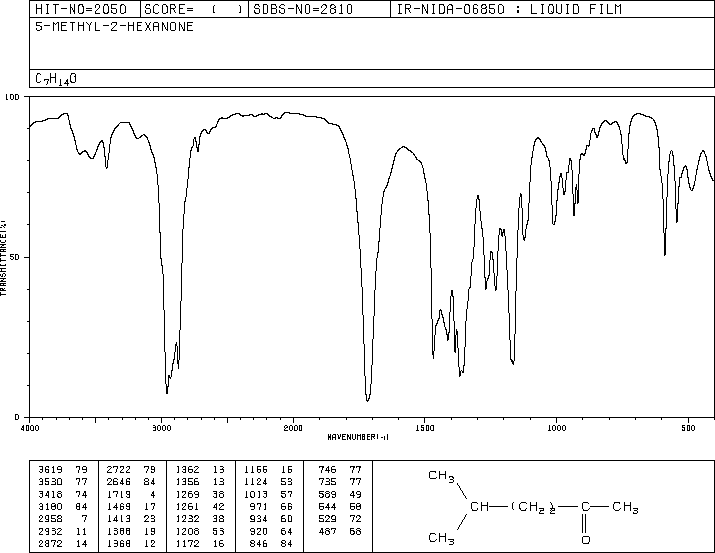 HIT-NO=2050 SCORE= ( ) SDBS-NO=2810 IR-NIDA-06850 : LIQUID FILM
5-METHYL-2-HEXANONE
C7H14O
100
50
0
TRANSMITTANCE(%)
4000 3000 2000 1500 1000 500
WAVENUMBER(-1)
3619 79 2722 79 1362 13 1166 16 746 77
3530 77 2646 84 1356 13 1124 53 735 77
3418 74 1719 4 1269 38 1013 57 589 49
3180 84 1469 17 1261 42 971 66 544 58
2958 7 1413 23 1232 38 934 60 529 72
2932 11 1388 19 1208 55 920 64 487 68
2872 14 1368 12 1172 16 846 84
CH3
CH—(CH2)2—C—CH3
CH3
O